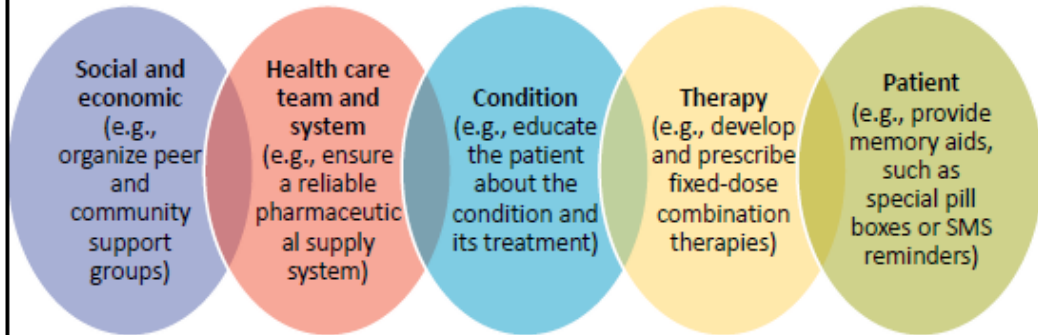 Social and
economic
(e.g.,
organize peer
and
community
support
groups)
Health care
team and
system
(e.g., ensure
a reliable
pharmaceutic
al supply
system)
Condition
(e.g., educate
the patient
about the
condition and
its treatment)
Therapy
(e.g., develop
and prescribe
fixed-dose
combination
therapies)
Patient
(e.g., provide
memory aids,
such as
special pill
boxes or SMS
reminders)